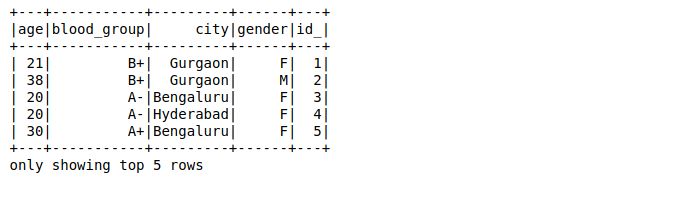 +---+-----------+---------+------+---+
|age|blood_group|     city|gender|id_|
+---+-----------+---------+------+---+
| 21|         B+|  Gurgaon|     F|  1|
| 38|         B+|  Gurgaon|     M|  2|
| 20|         A-|Bengaluru|     F|  3|
| 20|         A-|Hyderabad|     F|  4|
| 30|         A+|Bengaluru|     F|  5|
+---+-----------+---------+------+---+
only showing top 5 rows